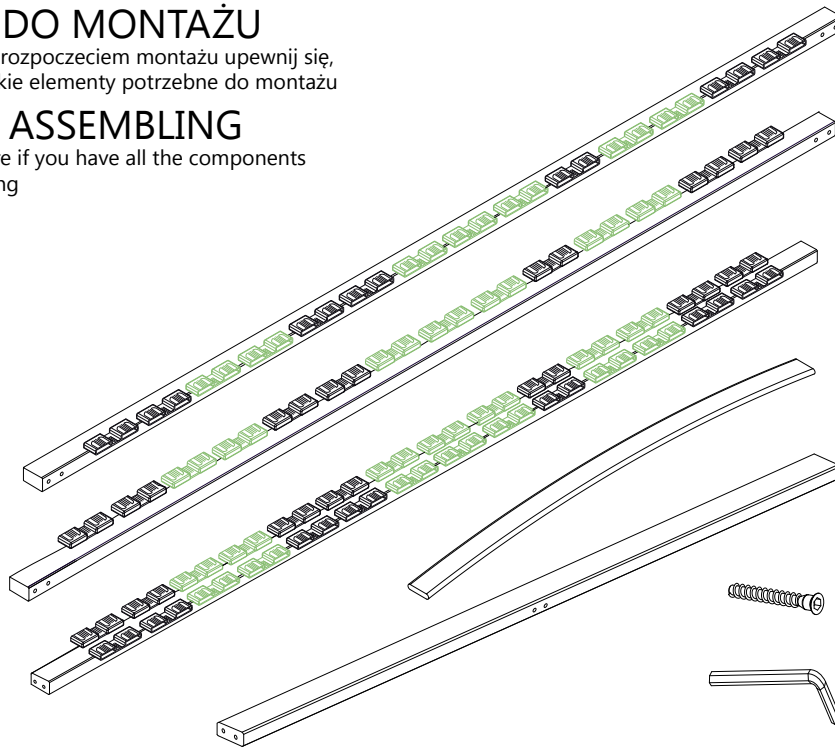 DO MONTAŻU
rozpoczeciem montażu upewnij się,
kie elementy potrzebne do montażu
ASSEMBLING
e if you have all the components
ng